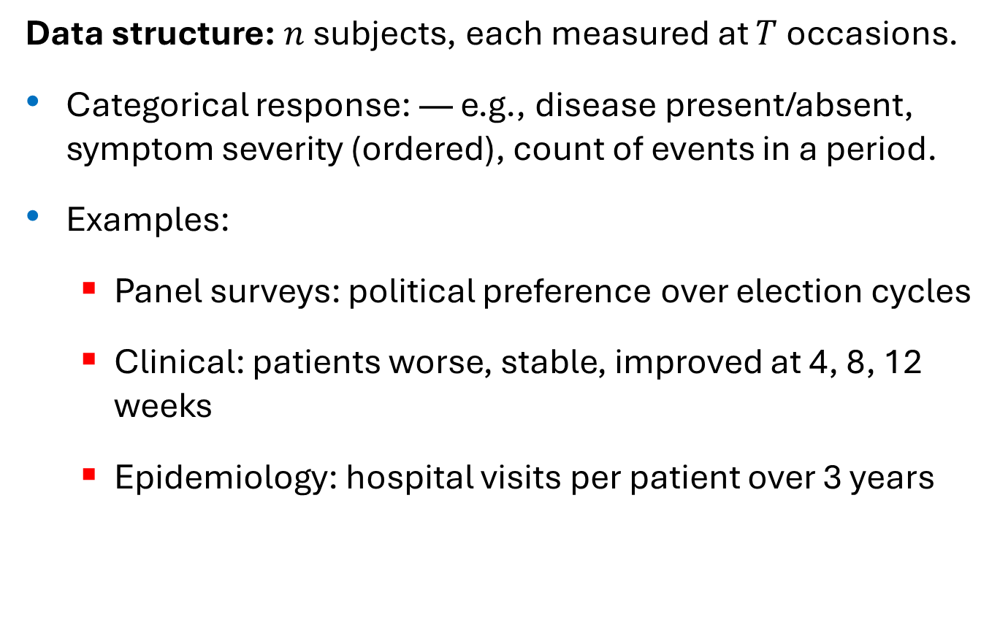 Data structure: n subjects, each measured at T occasions.
• Categorical response: — e.g., disease present/absent,
symptom severity (ordered), count of events in a period.
• Examples:
▪ Panel surveys: political preference over election cycles
▪ Clinical: patients worse, stable, improved at 4, 8, 12
weeks
▪ Epidemiology: hospital visits per patient over 3 years